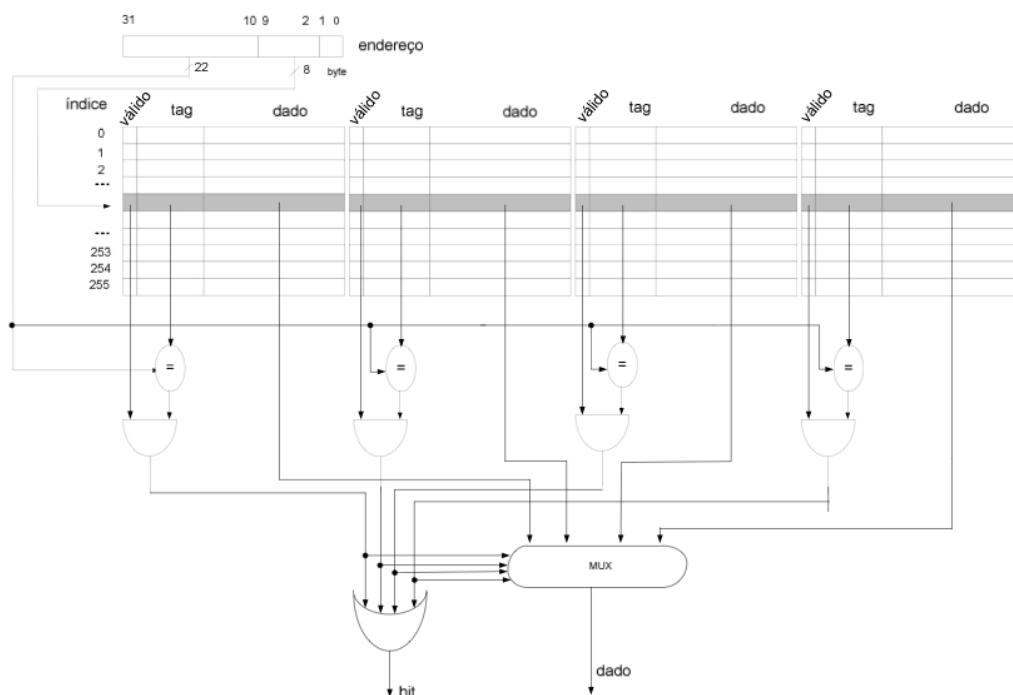 31 10 9 2 1 0
endereço
22 8 byte
índice válido tag dado válido tag dado válido tag dado válido tag dado
0
1
2
---
---
253
254
255
= = = =
MUX
dado
hit